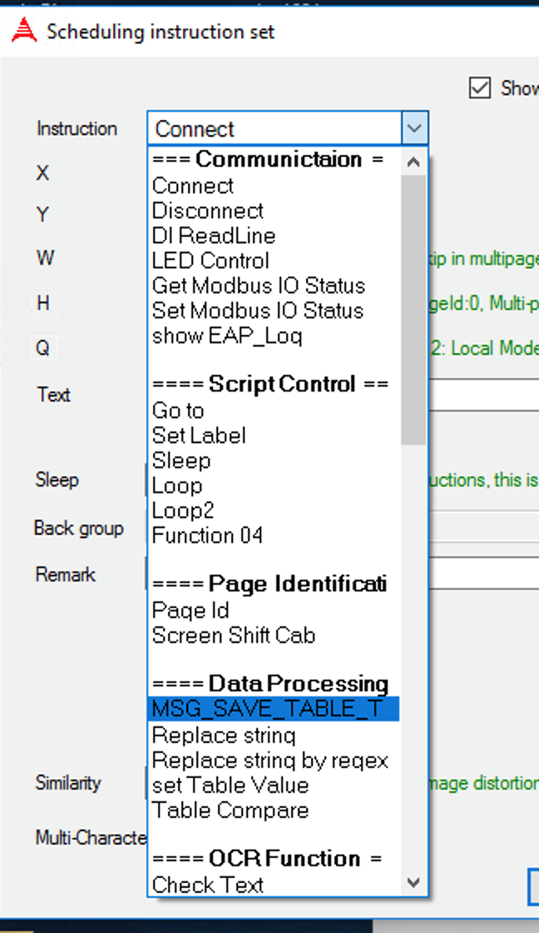 Scheduling instruction set
Show
Instruction
Connect
=== Communictaion =
X
Connect
Y
Disconnect
DI ReadLine
W
LED Control
kip in multipage
Get Modbus IO Status
H
Set Modbus IO Status
geId:0, Multi-p
show EAP_Log
Q
2: Local Mode
==== Script Control ==
Text
Go to
Set Label
Sleep
Sleep
uctions, this is
Loop
Loop2
Back group
Function 04
Remark
==== Page Identificati
Page Id
Screen Shift Cab
==== Data Processing
MSG_SAVE_TABLE_T
Replace string
Replace string by regex
Similarity
set Table Value
mage distortion
Table Compare
Multi-Characte
==== OCR Function =
Check Text